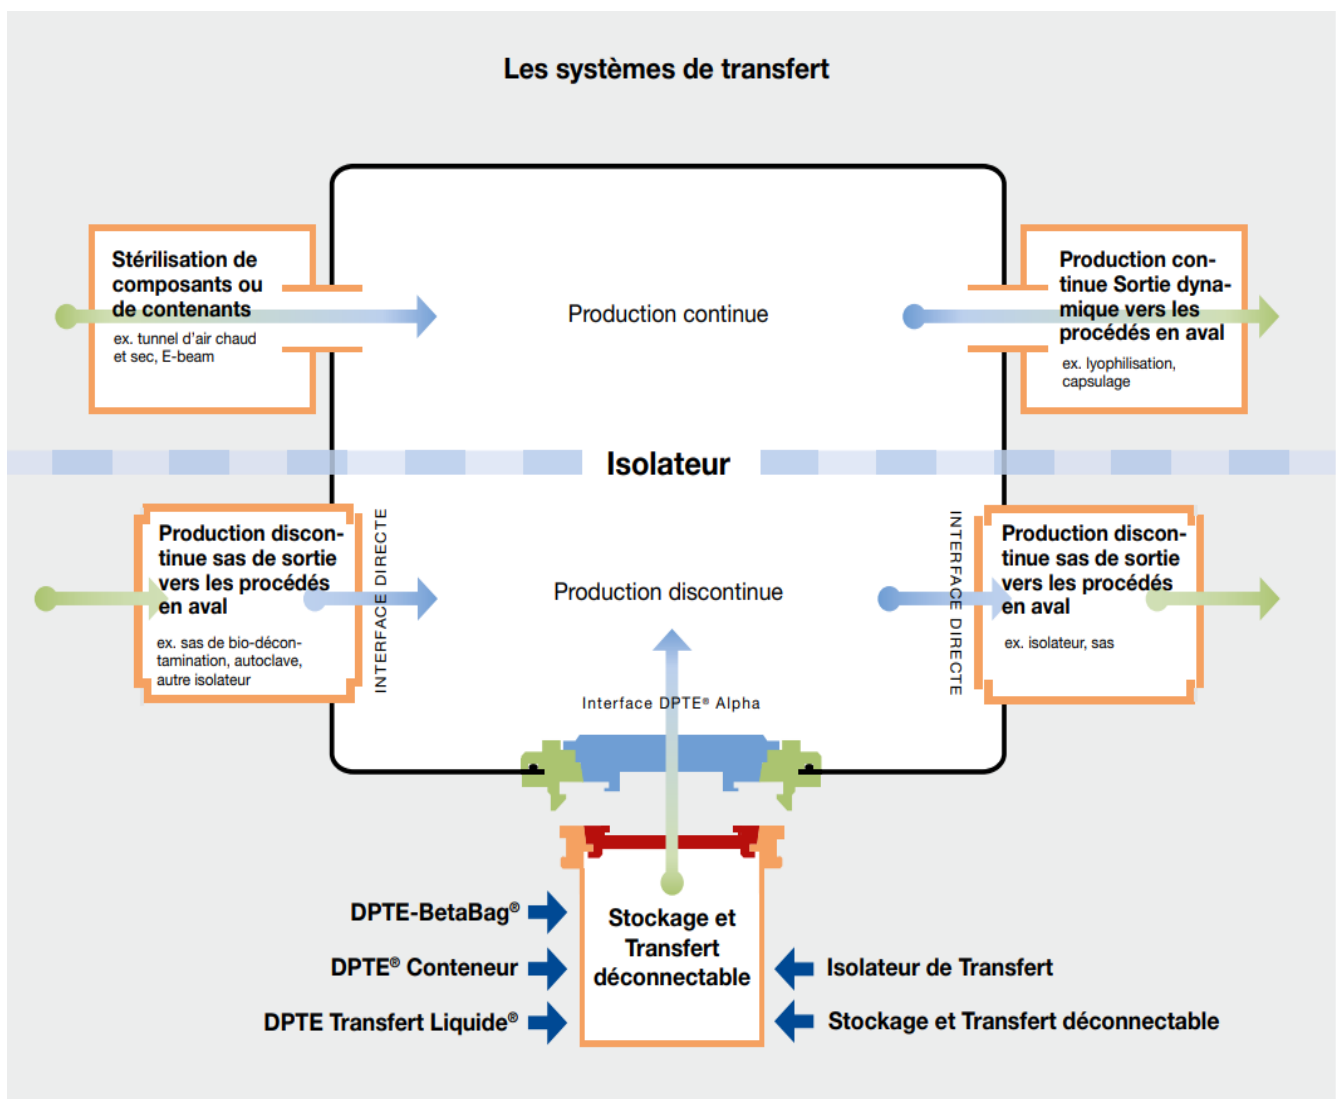 Les systèmes de transfert
Stérilisation de
composants ou
de contenants
ex. tunnel d'air chaud
et sec, E-beam
Production continue
Production con-
tinue Sortie dyna-
mique vers les
procédés en aval
ex. lyophilisation,
capsulage
Isolateur
Production discon-
tinue sas de sortie
vers les procédés
en aval
ex. sas de bio-décon-
tamination, autoclave,
autre isolateur
INTERFACE DIRECTE
Production discontinue
INTERFACE DIRECTE
Production discon-
tinue sas de sortie
vers les procédés
en aval
ex. isolateur, sas
Interface DPTE® Alpha
DPTE-BetaBag®
DPTE® Conteneur
DPTE Transfert Liquide®
Stockage et
Transfert
déconnectable
Isolateur de Transfert
Stockage et Transfert déconnectable